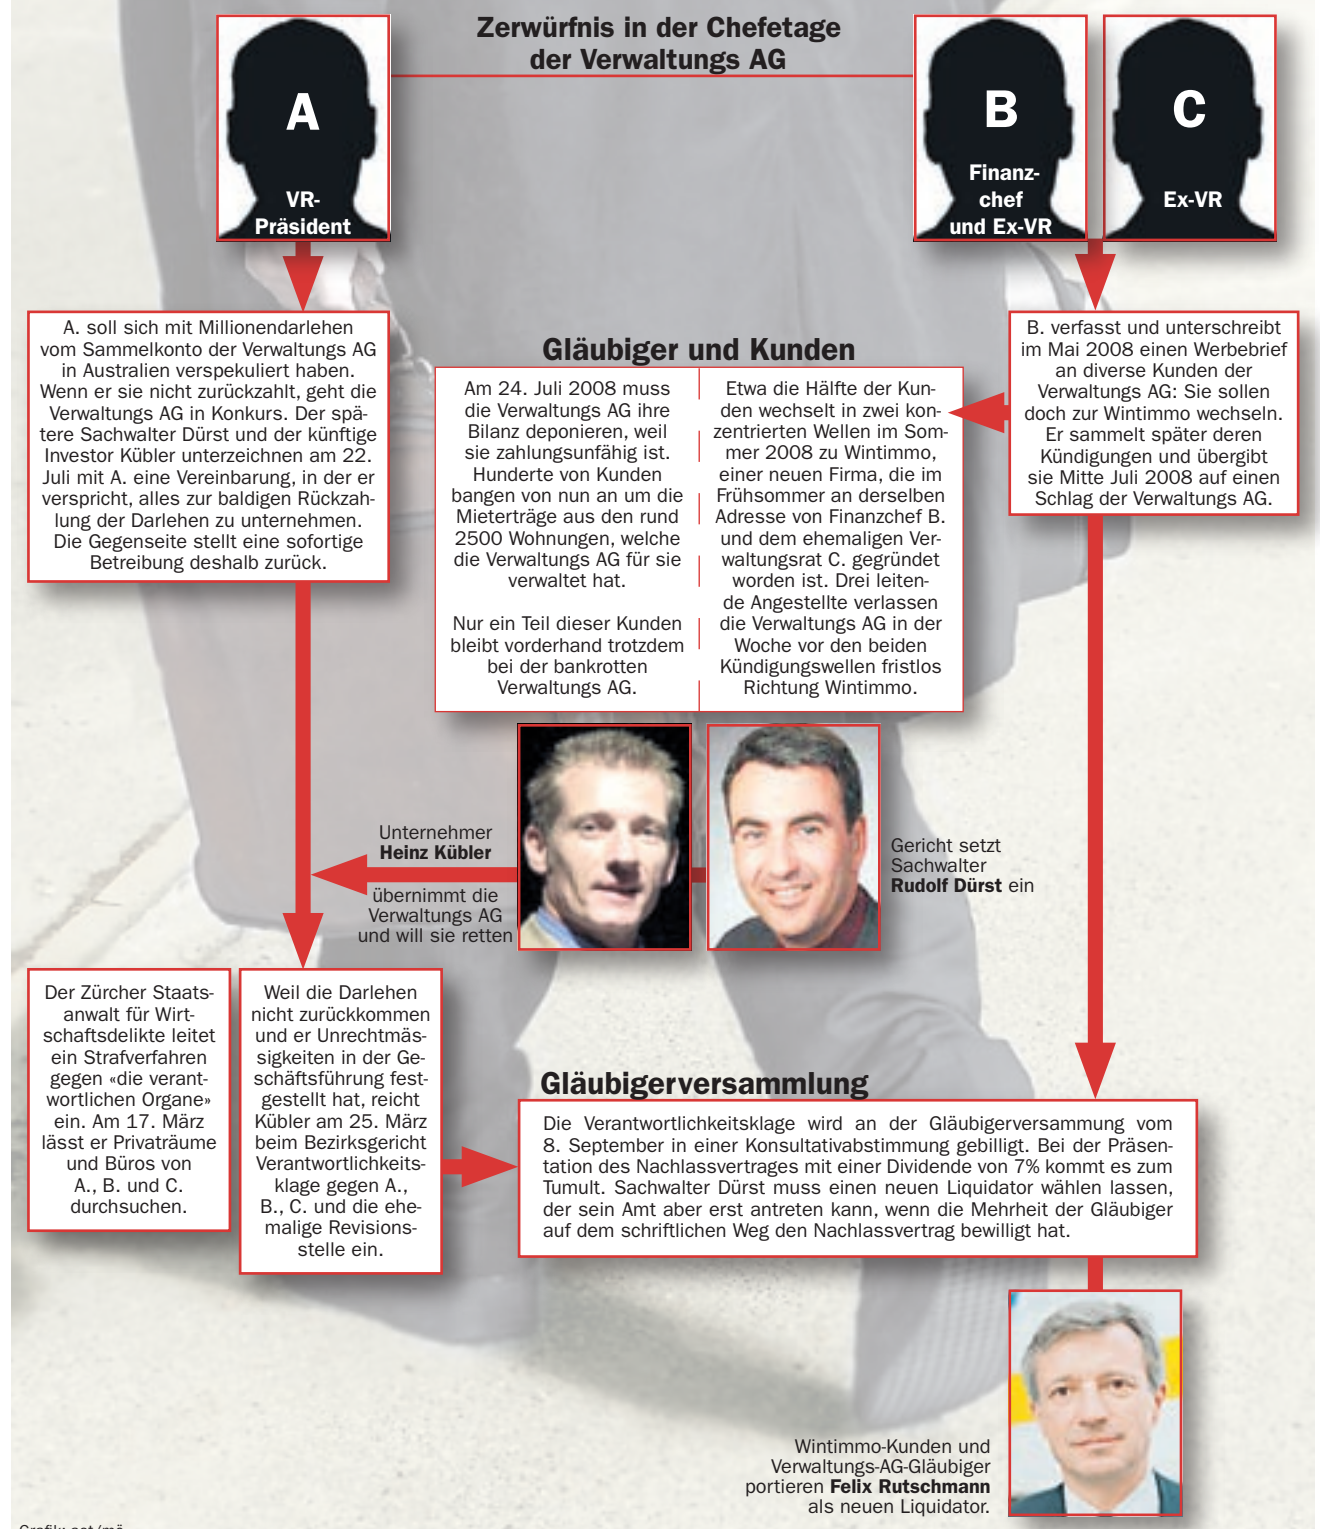 Zerwürfnis in der Chefetage
der Verwaltungs AG
A
VR-
Präsident
B
Finanz-
chef
und Ex-VR
C
Ex-VR
A. soll sich mit Millionendarlehen
vom Sammelkonto der Verwaltungs AG
in Australien verspekuliert haben.
Wenn er sie nicht zurückzahlt, geht die
Verwaltungs AG in Konkurs. Der spä-
tere Sachwalter Dürst und der künftige
Investor Kübler unterzeichnen am 22.
Juli mit A. eine Vereinbarung, in der er
verspricht, alles zur baldigen Rückzah-
lung der Darlehen zu unternehmen.
Die Gegenseite stellt eine sofortige
Betreibung deshalb zurück.
Gläubiger und Kunden
Am 24. Juli 2008 muss
die Verwaltungs AG ihre
Bilanz deponieren, weil
sie zahlungsunfähig ist.
Hunderte von Kunden
bangen von nun an um die
Mieterträge aus den rund
2500 Wohnungen, welche
die Verwaltungs AG für sie
verwaltet hat.
Nur ein Teil dieser Kunden
bleibt vorderhand trotzdem
bei der bankrotten
Verwaltungs AG.
Etwa die Hälfte der Kun-
den wechselt in zwei kon-
zentrierten Wellen im Som-
mer 2008 zu Wintimmo,
einer neuen Firma, die im
Frühsommer an derselben
Adresse von Finanzchef B.
und dem ehemaligen Ver-
waltungsrat C. gegründet
worden ist. Drei leiten-
de Angestellte verlassen
die Verwaltungs AG in der
Woche vor den beiden
Kündigungswellen fristlos
Richtung Wintimmo.
B. verfasst und unterschreibt
im Mai 2008 einen Werbebrief
an diverse Kunden der
Verwaltungs AG: Sie sollen
doch zur Wintimmo wechseln.
Er sammelt später deren
Kündigungen und übergibt
sie Mitte Juli 2008 auf einen
Schlag der Verwaltungs AG.
Unternehmer
Heinz Kübler
übernimmt die
Verwaltungs AG
und will sie retten
Gericht setzt
Sachwalter
Rudolf Dürst ein
Der Zürcher Staats-
anwalt für Wirt-
schaftsdelikte leitet
ein Strafverfahren
gegen «die verant-
wortlichen Organe»
ein. Am 17. März
lässt er Privaträume
und Büros von
A., B. und C.
durchsuchen.
Weil die Darlehen
nicht zurückkommen
und er Unrechtmäs-
sigkeiten in der Ge-
schäftsführung fest-
gestellt hat, reicht
Kübler am 25. März
beim Bezirksgericht
Verantwortlichkeits-
klage gegen A.,
B., C. und die ehe-
malige Revisions-
stelle ein.
Gläubigerversammlung
Die Verantwortlichkeitsklage wird an der Gläubigerversammung vom
8. September in einer Konsultativabstimmung gebilligt. Bei der Präsen-
tation des Nachlassvertrages mit einer Dividende von 7% kommt es zum
Tumult. Sachwalter Dürst muss einen neuen Liquidator wählen lassen,
der sein Amt aber erst antreten kann, wenn die Mehrheit der Gläubiger
auf dem schriftlichen Weg den Nachlassvertrag bewilligt hat.
Wintimmo-Kunden und
Verwaltungs-AG-Gläubiger
portieren Felix Rutschmann
als neuen Liquidator.